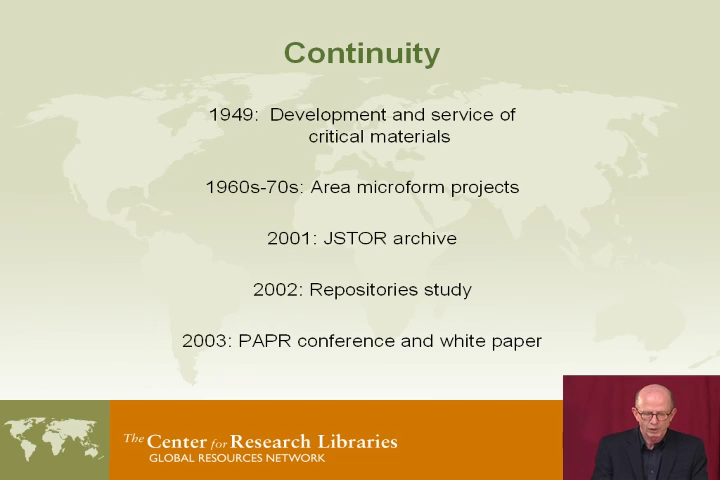 Continuity
1949: Development and service of
critical materials
1960s-70s: Area microform projects
2001: JSTOR archive
2002: Repositories study
2003: PAPR conference and white paper
The Center for Research Libraries
GLOBAL RESOURCES NETWORK